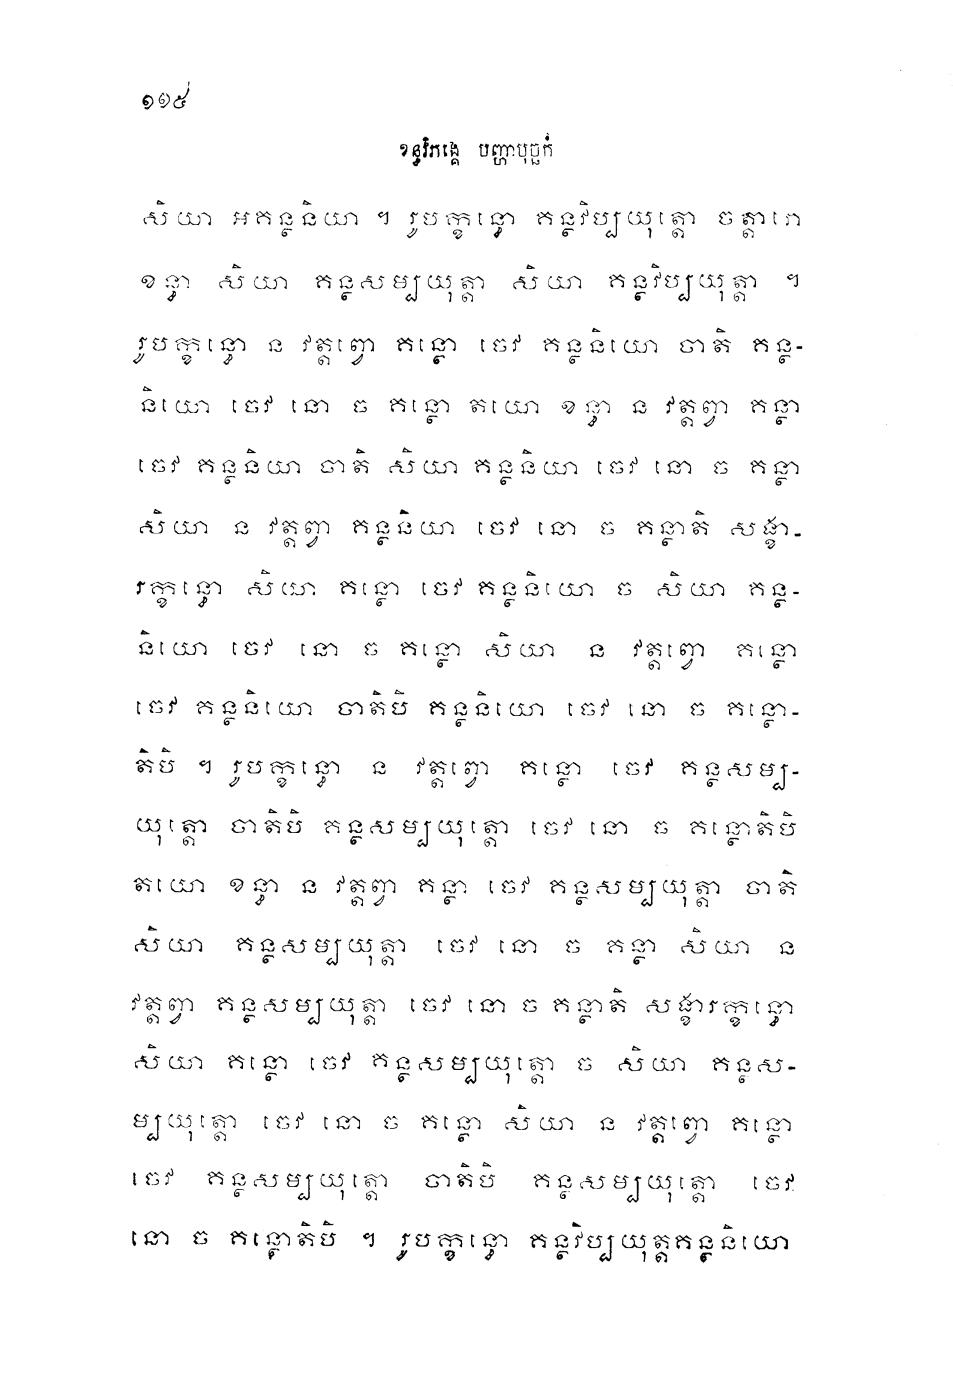 ១១៩
ខន្ធវិភង្គេ បញ្ហាបុច្ឆកំ
សិយា អគន្ថនិយា ។ រូបក្ខន្ធោ គន្ថវិប្បយុត្តោ ចត្តារោ
ខន្ធា សិយា គន្ថសម្បយុត្តា សិយា គន្ថវិប្បយុត្តា ។
រូបក្ខន្ធោ ន វត្តព្វោ គន្ថោ ចេវ គន្ថនិយោ ចាតិ គន្ថ-
និយោ ចេវ នោ ច គន្ថោ តយោ ខន្ធា ន វត្តព្វា គន្ថា
ចេវ គន្ថនិយា ចាតិ សិយា គន្ថនិយា ចេវ នោ ច គន្ថា
សិយា ន វត្តព្វា គន្ថនិយា ចេវ នោ ច គន្ថាតិ សង្ខា-
រក្ខន្ធោ សិយា គន្ថោ ចេវ គន្ថនិយោ ច សិយា គន្ថ-
និយោ ចេវ នោ ច គន្ថោ សិយា ន វត្តព្វោ គន្ថោ
ចេវ គន្ថនិយោ ចាតិបិ គន្ថនិយោ ចេវ នោ ច គន្ថោ-
តិបិ ។ រូបក្ខន្ធោ ន វត្តព្វោ គន្ថោ ចេវ គន្ថសម្ប-
យុត្តោ ចាតិបិ គន្ថសម្បយុត្តោ ចេវ នោ ច គន្ថោតិបិ
តយោ ខន្ធា ន វត្តព្វា គន្ថា ចេវ គន្ថសម្បយុត្តា ចាតិ
សិយា គន្ថសម្បយុត្តា ចេវ នោ ច គន្ថា សិយា ន
វត្តព្វា គន្ថសម្បយុត្តា ចេវ នោ ច គន្ថាតិ សង្ខារក្ខន្ធោ
សិយា គន្ថោ ចេវ គន្ថសម្បយុត្តោ ច សិយា គន្ថស-
ម្បយុត្តោ ចេវ នោ ច គន្ថោ សិយា ន វត្តព្វោ គន្ថោ
ចេវ គន្ថសម្បយុត្តោ ចាតិបិ គន្ថសម្បយុត្តោ ចេវ
នោ ច គន្ថោតិបិ ។ រូបក្ខន្ធោ គន្ថវិប្បយុត្តគន្ថនិយោ